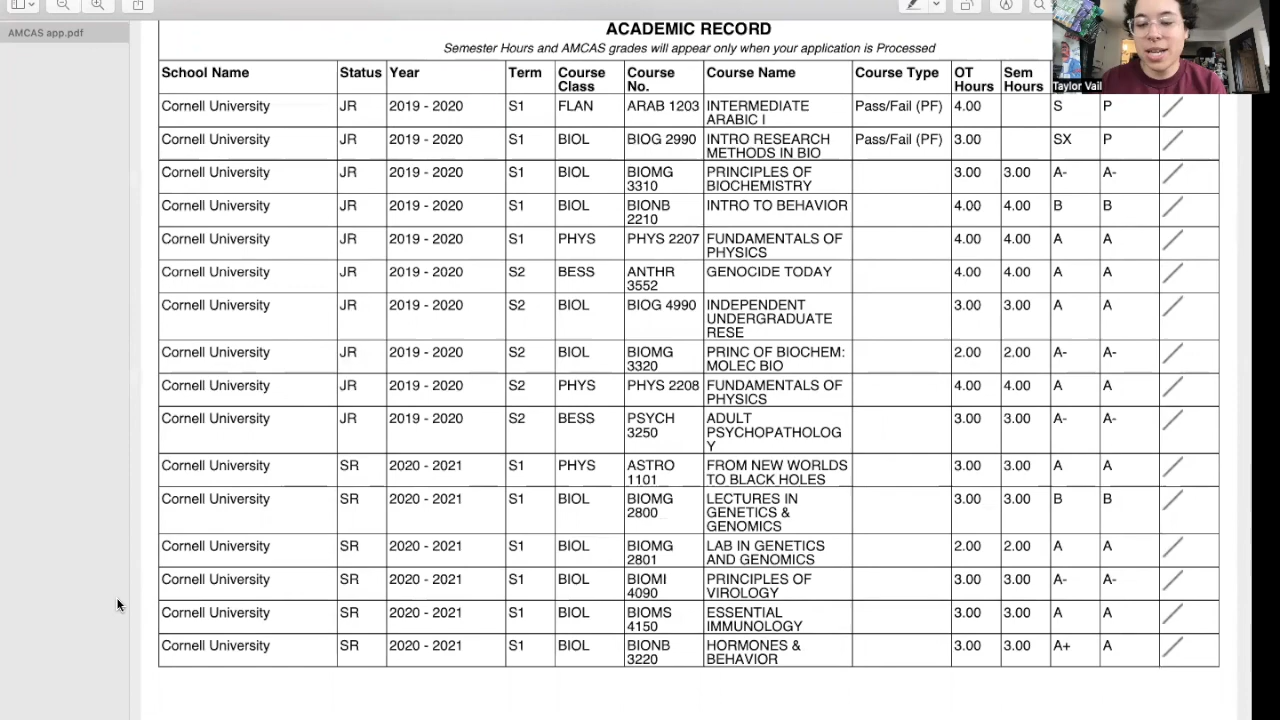 AMCAS app.pdf
Taylor Vail
ACADEMIC RECORD
Semester Hours and AMCAS grades will appear only when your application is Processed
School Name Status Year Term Course Class Course No. Course Name Course Type OT Hours Sem Hours
Cornell University JR 2019 - 2020 S1 FLAN ARAB 1203 INTERMEDIATE ARABIC I Pass/Fail (PF) 4.00 S P
Cornell University JR 2019 - 2020 S1 BIOL BIOG 2990 INTRO RESEARCH METHODS IN BIO Pass/Fail (PF) 3.00 SX P
Cornell University JR 2019 - 2020 S1 BIOL BIOMG 3310 PRINCIPLES OF BIOCHEMISTRY 3.00 3.00 A- A-
Cornell University JR 2019 - 2020 S1 BIOL BIONB 2210 INTRO TO BEHAVIOR 4.00 4.00 B B
Cornell University JR 2019 - 2020 S1 PHYS PHYS 2207 FUNDAMENTALS OF PHYSICS 4.00 4.00 A A
Cornell University JR 2019 - 2020 S2 BESS ANTHR 3552 GENOCIDE TODAY 4.00 4.00 A A
Cornell University JR 2019 - 2020 S2 BIOL BIOG 4990 INDEPENDENT UNDERGRADUATE RESE 3.00 3.00 A A
Cornell University JR 2019 - 2020 S2 BIOL BIOMG 3320 PRINC OF BIOCHEM: MOLEC BIO 2.00 2.00 A- A-
Cornell University JR 2019 - 2020 S2 PHYS PHYS 2208 FUNDAMENTALS OF PHYSICS 4.00 4.00 A A
Cornell University JR 2019 - 2020 S2 BESS PSYCH 3250 ADULT PSYCHOPATHOLOG Y 3.00 3.00 A- A-
Cornell University SR 2020 - 2021 S1 PHYS ASTRO 1101 FROM NEW WORLDS TO BLACK HOLES 3.00 3.00 A A
Cornell University SR 2020 - 2021 S1 BIOL BIOMG 2800 LECTURES IN GENETICS & GENOMICS 3.00 3.00 B B
Cornell University SR 2020 - 2021 S1 BIOL BIOMG 2801 LAB IN GENETICS AND GENOMICS 2.00 2.00 A A
Cornell University SR 2020 - 2021 S1 BIOL BIOMI 4090 PRINCIPLES OF VIROLOGY 3.00 3.00 A- A-
Cornell University SR 2020 - 2021 S1 BIOL BIOMS 4150 ESSENTIAL IMMUNOLOGY 3.00 3.00 A A
Cornell University SR 2020 - 2021 S1 BIOL BIONB 3220 HORMONES & BEHAVIOR 3.00 3.00 A+ A